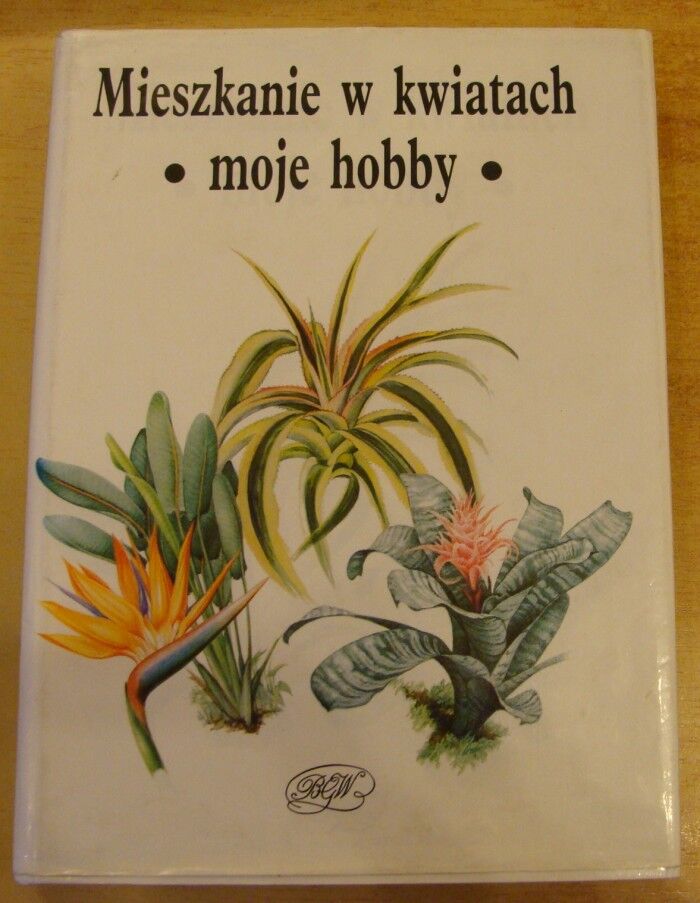 Mieszkanie w kwiatach
• moje hobby •
BGW